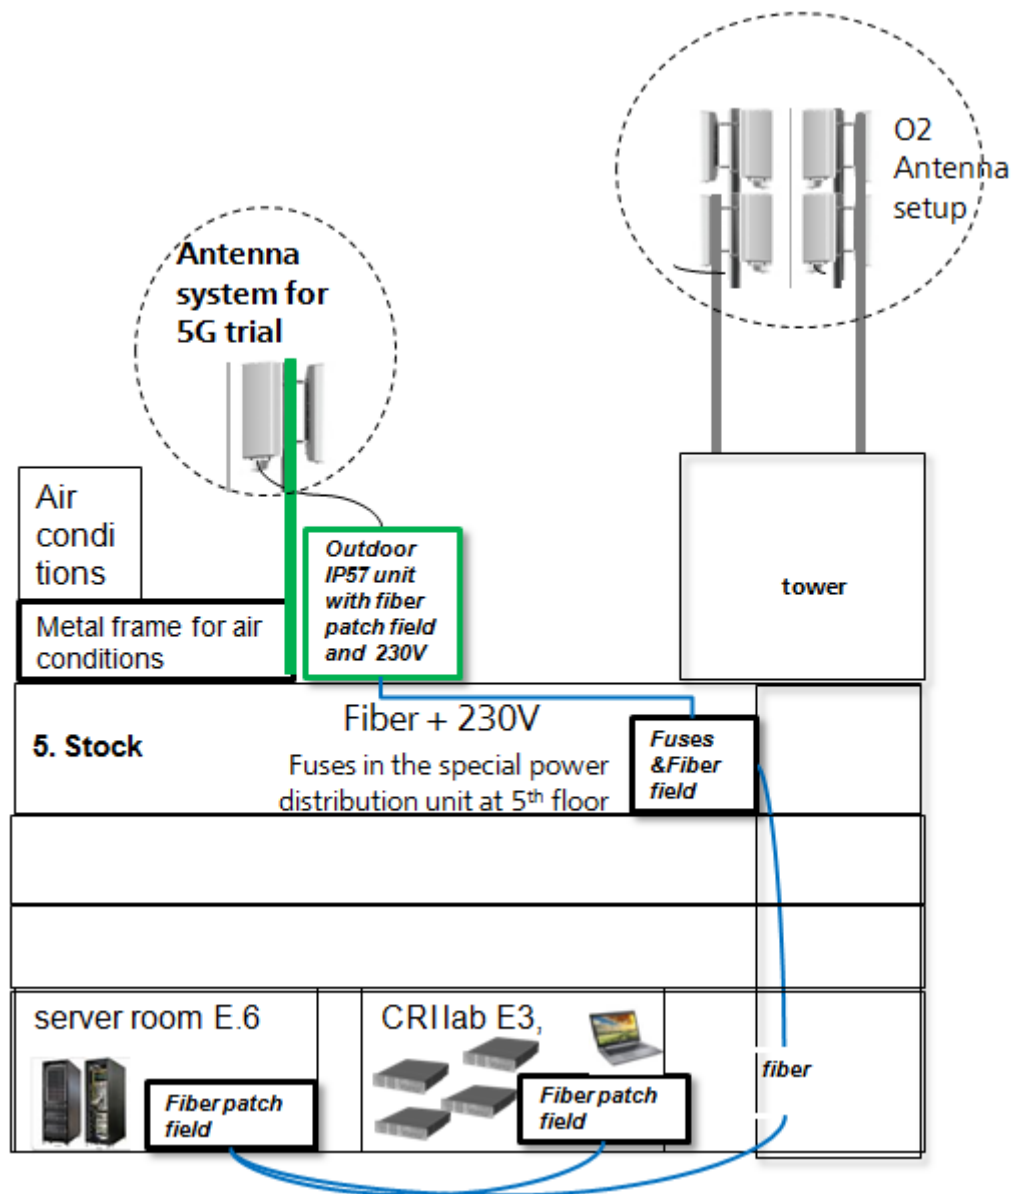 O2
Antenna
setup
Antenna
system for
5G trial
Air
condi
tions
Metal frame for air
conditions
Outdoor
IP57 unit
with fiber
patch field
and 230V
tower
5. Stock
Fiber + 230V
Fuses in the special power
distribution unit at 5th floor
Fuses
&Fiber
field
server room E.6
Fiber patch
field
CRI lab E3,
Fiber patch
field
fiber